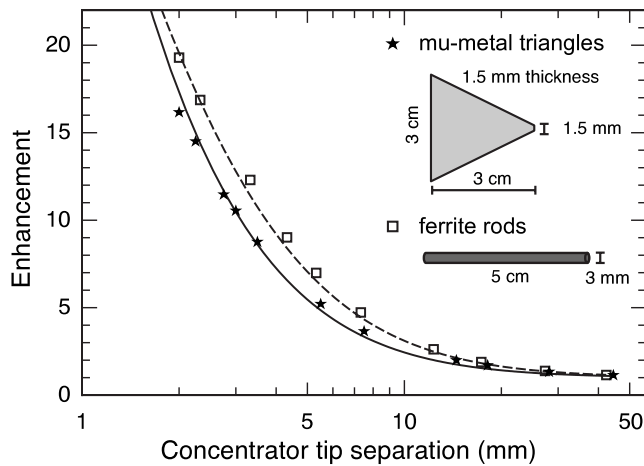 20
15
10
5
0
Enhancement
mu-metal triangles
1.5 mm thickness
3 cm
1.5 mm
3 cm
ferrite rods
5 cm
3 mm
1
5
10
50
Concentrator tip separation (mm)